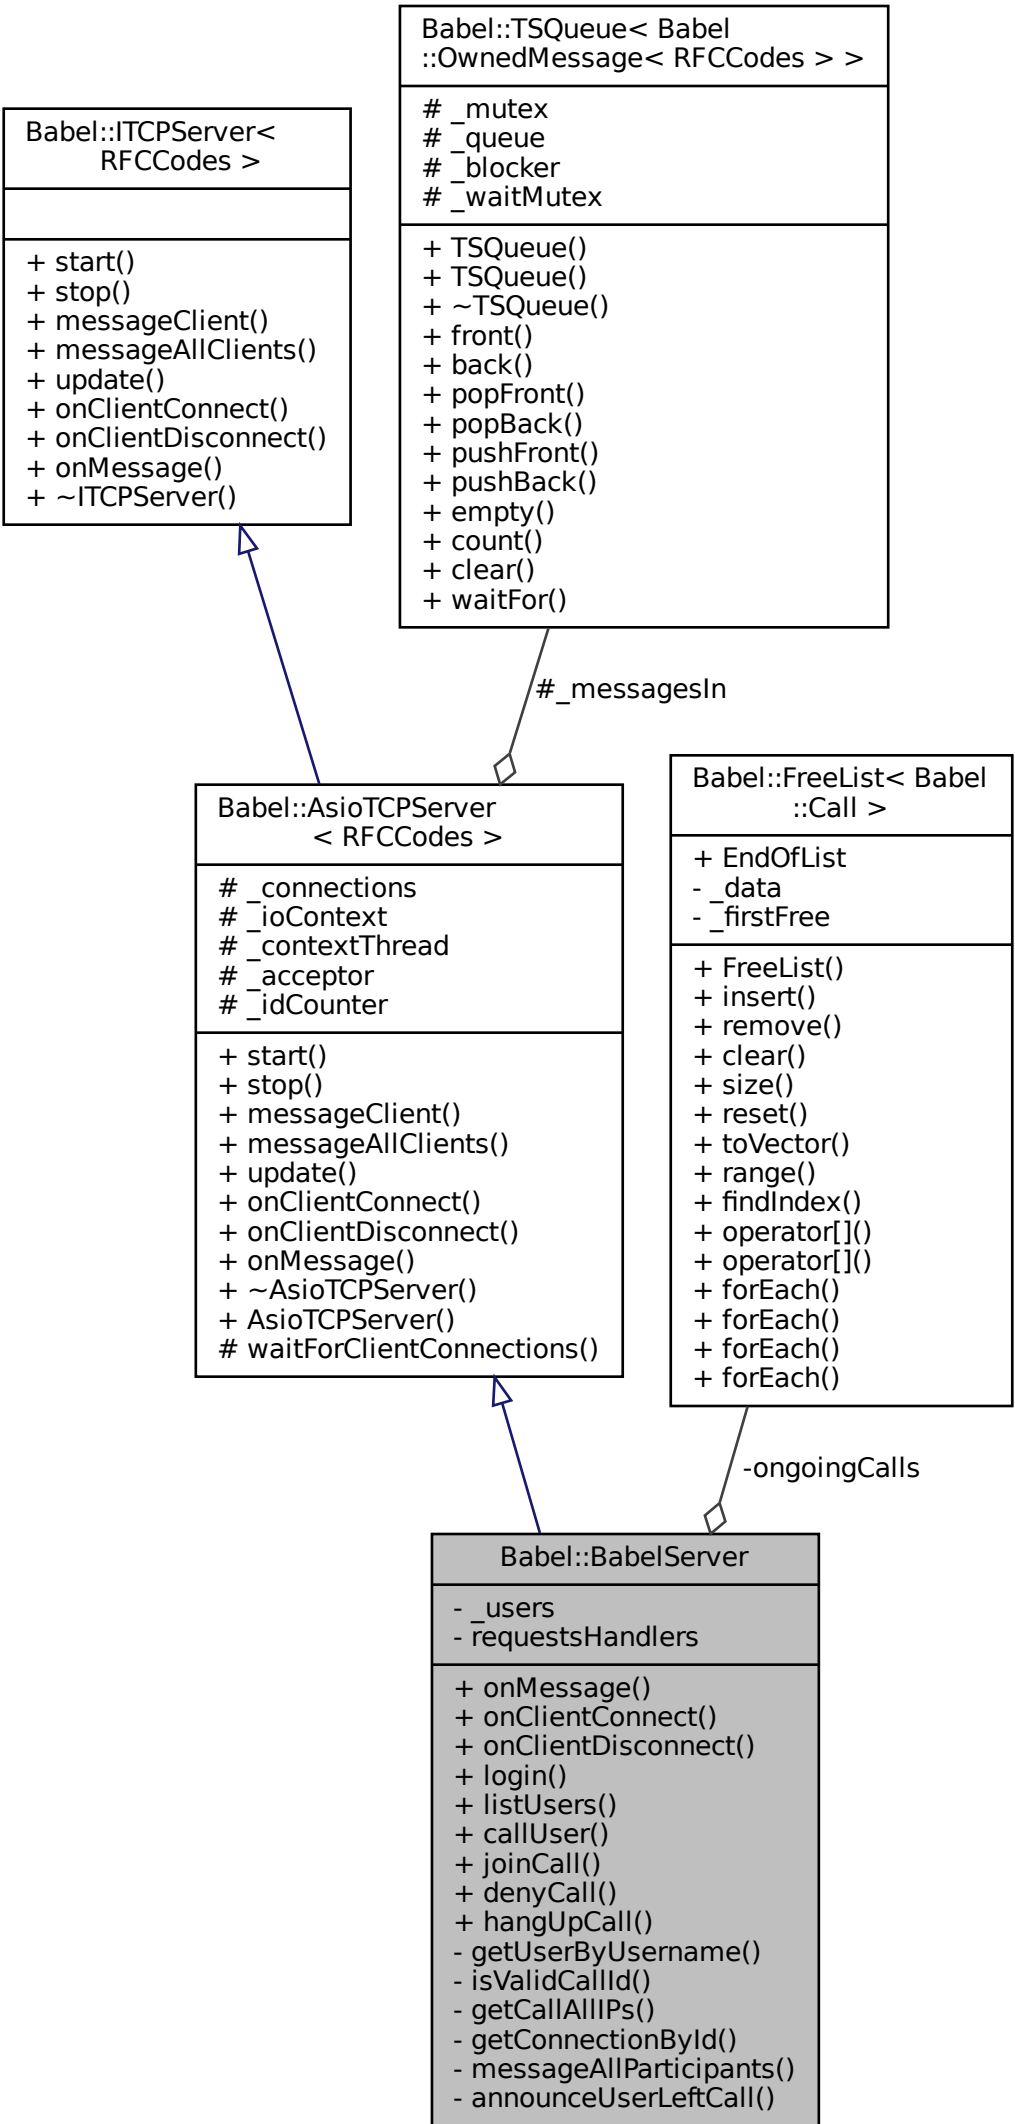 Babel::TSQueue< Babel
::OwnedMessage< RFCCodes > >
# _mutex
# _queue
# _blocker
# _waitMutex
+ TSQueue()
+ TSQueue()
+ ~TSQueue()
+ front()
+ back()
+ popFront()
+ popBack()
+ pushFront()
+ pushBack()
+ empty()
+ count()
+ clear()
+ waitFor()
Babel::ITCPServer<
RFCCodes >
+ start()
+ stop()
+ messageClient()
+ messageAllClients()
+ update()
+ onClientConnect()
+ onClientDisconnect()
+ onMessage()
+ ~ITCPServer()
#_messagesIn
Babel::AsioTCPServer
< RFCCodes >
# _connections
# _ioContext
# _contextThread
# _acceptor
# _idCounter
+ start()
+ stop()
+ messageClient()
+ messageAllClients()
+ update()
+ onClientConnect()
+ onClientDisconnect()
+ onMessage()
+ ~AsioTCPServer()
+ AsioTCPServer()
# waitForClientConnections()
Babel::FreeList< Babel
::Call >
+ EndOfList
- _data
- _firstFree
+ FreeList()
+ insert()
+ remove()
+ clear()
+ size()
+ reset()
+ toVector()
+ range()
+ findIndex()
+ operator[]()
+ operator[]()
+ forEach()
+ forEach()
+ forEach()
+ forEach()
-ongoingCalls
Babel::BabelServer
- _users
- requestsHandlers
+ onMessage()
+ onClientConnect()
+ onClientDisconnect()
+ login()
+ listUsers()
+ callUser()
+ joinCall()
+ denyCall()
+ hangUpCall()
- getUserByUsername()
- isValidCallId()
- getCallAllIPs()
- getConnectionById()
- messageAllParticipants()
- announceUserLeftCall()